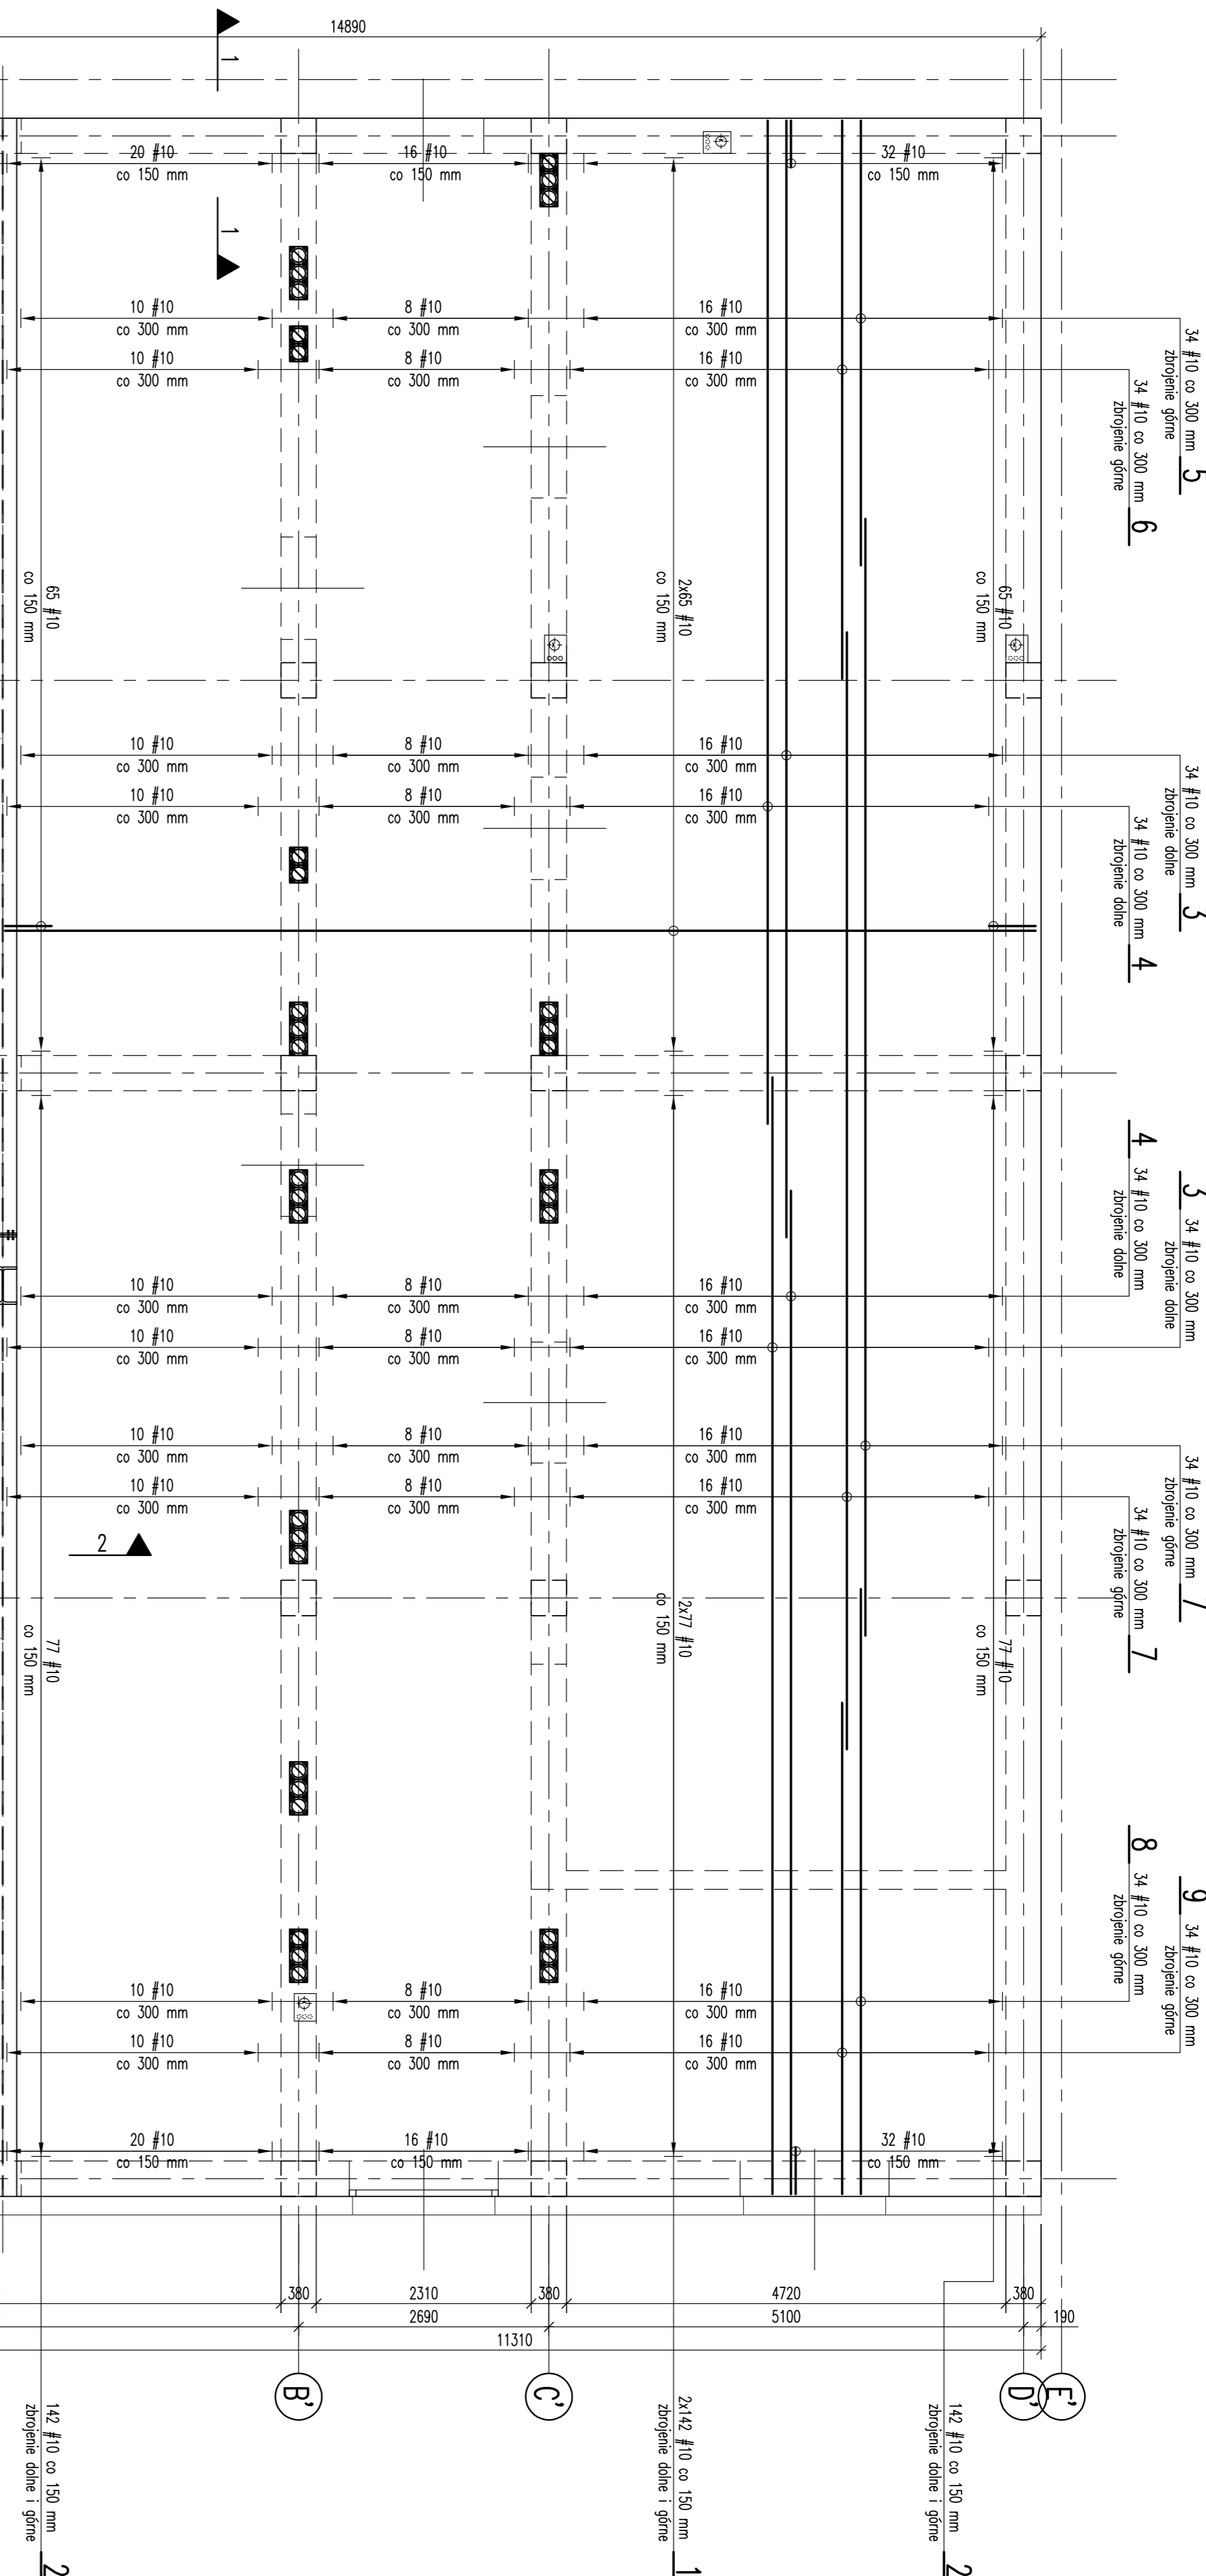 14890
1
1
20 #10
co 150 mm
16 #10
co 150 mm
32 #10
co 150 mm
10 #10
co 300 mm
8 #10
co 300 mm
16 #10
co 300 mm
10 #10
co 300 mm
8 #10
co 300 mm
16 #10
co 300 mm
34 #10 co 300 mm
zbrojenie górne
5
34 #10 co 300 mm
zbrojenie górne
6
65 #10
co 150 mm
2x65 #10
co 150 mm
65 #10
co 150 mm
10 #10
co 300 mm
8 #10
co 300 mm
16 #10
co 300 mm
10 #10
co 300 mm
8 #10
co 300 mm
16 #10
co 300 mm
34 #10 co 300 mm
zbrojenie dolne
3
34 #10 co 300 mm
zbrojenie dolne
4
4
34 #10 co 300 mm
zbrojenie dolne
3
34 #10 co 300 mm
zbrojenie dolne
10 #10
co 300 mm
8 #10
co 300 mm
16 #10
co 300 mm
10 #10
co 300 mm
8 #10
co 300 mm
16 #10
co 300 mm
10 #10
co 300 mm
8 #10
co 300 mm
16 #10
co 300 mm
10 #10
co 300 mm
8 #10
co 300 mm
16 #10
co 300 mm
34 #10 co 300 mm
zbrojenie górne
7
34 #10 co 300 mm
zbrojenie górne
7
2
77 #10
co 150 mm
2x77 #10
co 150 mm
77 #10
co 150 mm
8
34 #10 co 300 mm
zbrojenie górne
9
34 #10 co 300 mm
zbrojenie górne
10 #10
co 300 mm
8 #10
co 300 mm
16 #10
co 300 mm
10 #10
co 300 mm
8 #10
co 300 mm
16 #10
co 300 mm
20 #10
co 150 mm
16 #10
co 150 mm
32 #10
co 150 mm
380
2310
380
4720
380
2690
5100
190
11310
B'
C'
D'
E'
142 #10 co 150 mm
zbrojenie dolne i górne
2
2x142 #10 co 150 mm
zbrojenie dolne i górne
1
142 #10 co 150 mm
zbrojenie dolne i górne
2